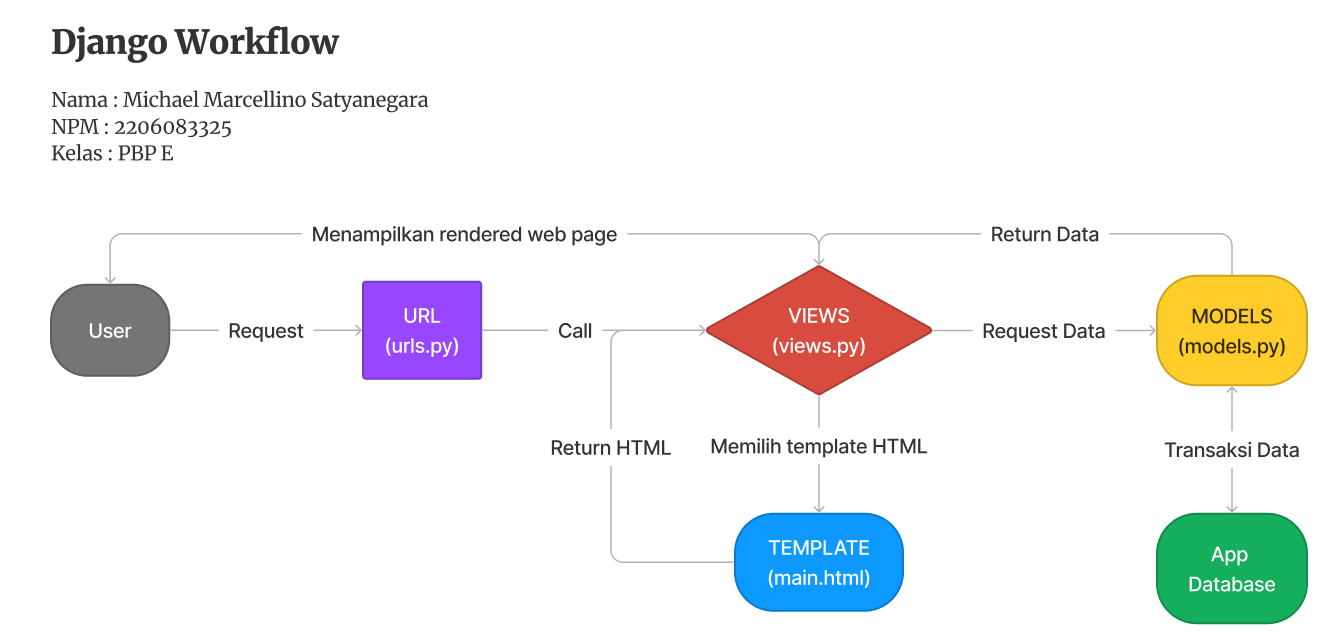 Django Workflow
Nama : Michael Marcellino Satyanegara
NPM : 2206083325
Kelas : PBP E
Menampilkan rendered web page
Return Data
User
Request
URL
(urls.py)
Call
VIEWS
(views.py)
Request Data
MODELS
(models.py)
Return HTML
Memilih template HTML
Transaksi Data
TEMPLATE
(main.html)
App
Database